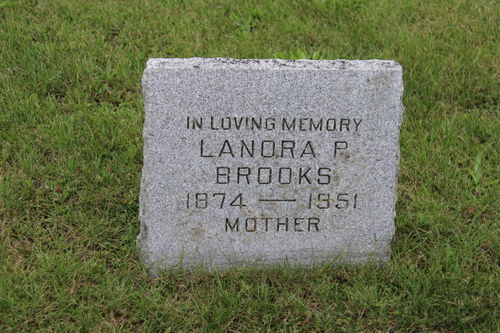 IN LOVING MEMORY
LANORA P.
BROOKS
1874 — 1951
MOTHER